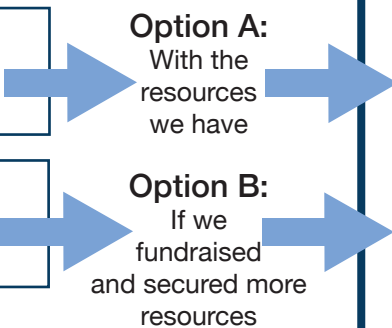 Option A:
With the
resources
we have
Option B:
If we
fundraised
and secured more
resources